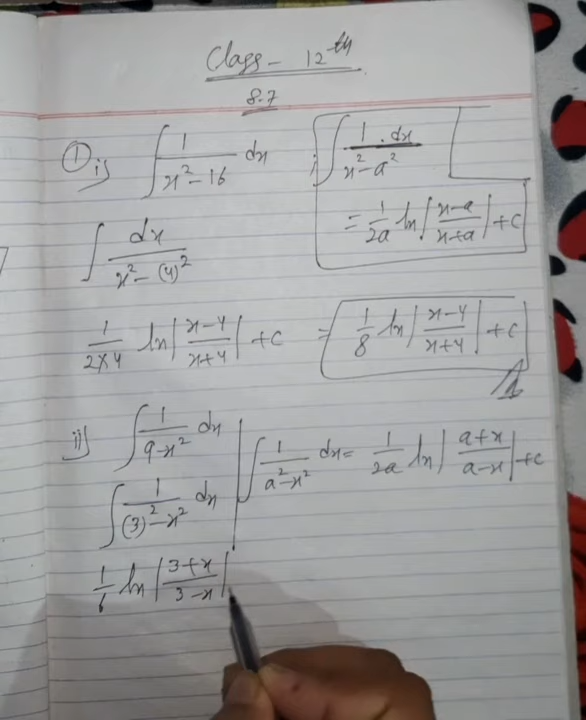 Class - 12th
8.7
① i) ∫ 1/(x² - 16) dx
i) ∫ 1 . dx/(x² - a²)
= 1/2a ln |(x-a)/(x+a)| + c
∫ dx/(x² - (4)²)
1/(2×4) ln |(x-4)/(x+4)| + c = 1/8 ln |(x-4)/(x+4)| + c
ii) ∫ 1/(9-x²) dx
∫ 1/(a²-x²) dx = 1/2a ln |(a+x)/(a-x)| + c
∫ 1/((3)²-x²) dx
1/6 ln |(3+x)/(3-x)|